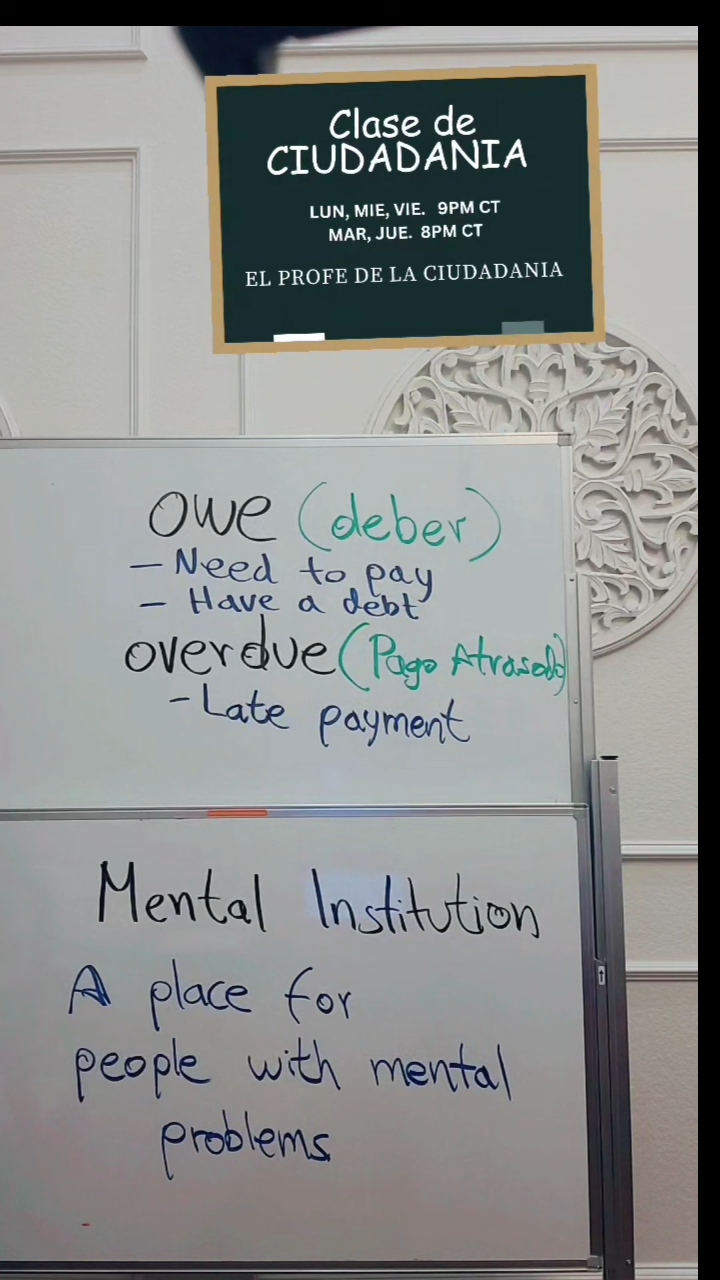 Clase de
CIUDADANIA
LUN, MIE, VIE. 9PM CT
MAR, JUE. 8PM CT
EL PROFE DE LA CIUDADANIA
owe (deber)
- Need to pay
- Have a debt
overdue (Pago Atrasado)
- Late payment
Mental Institution
A place for
people with mental
problems